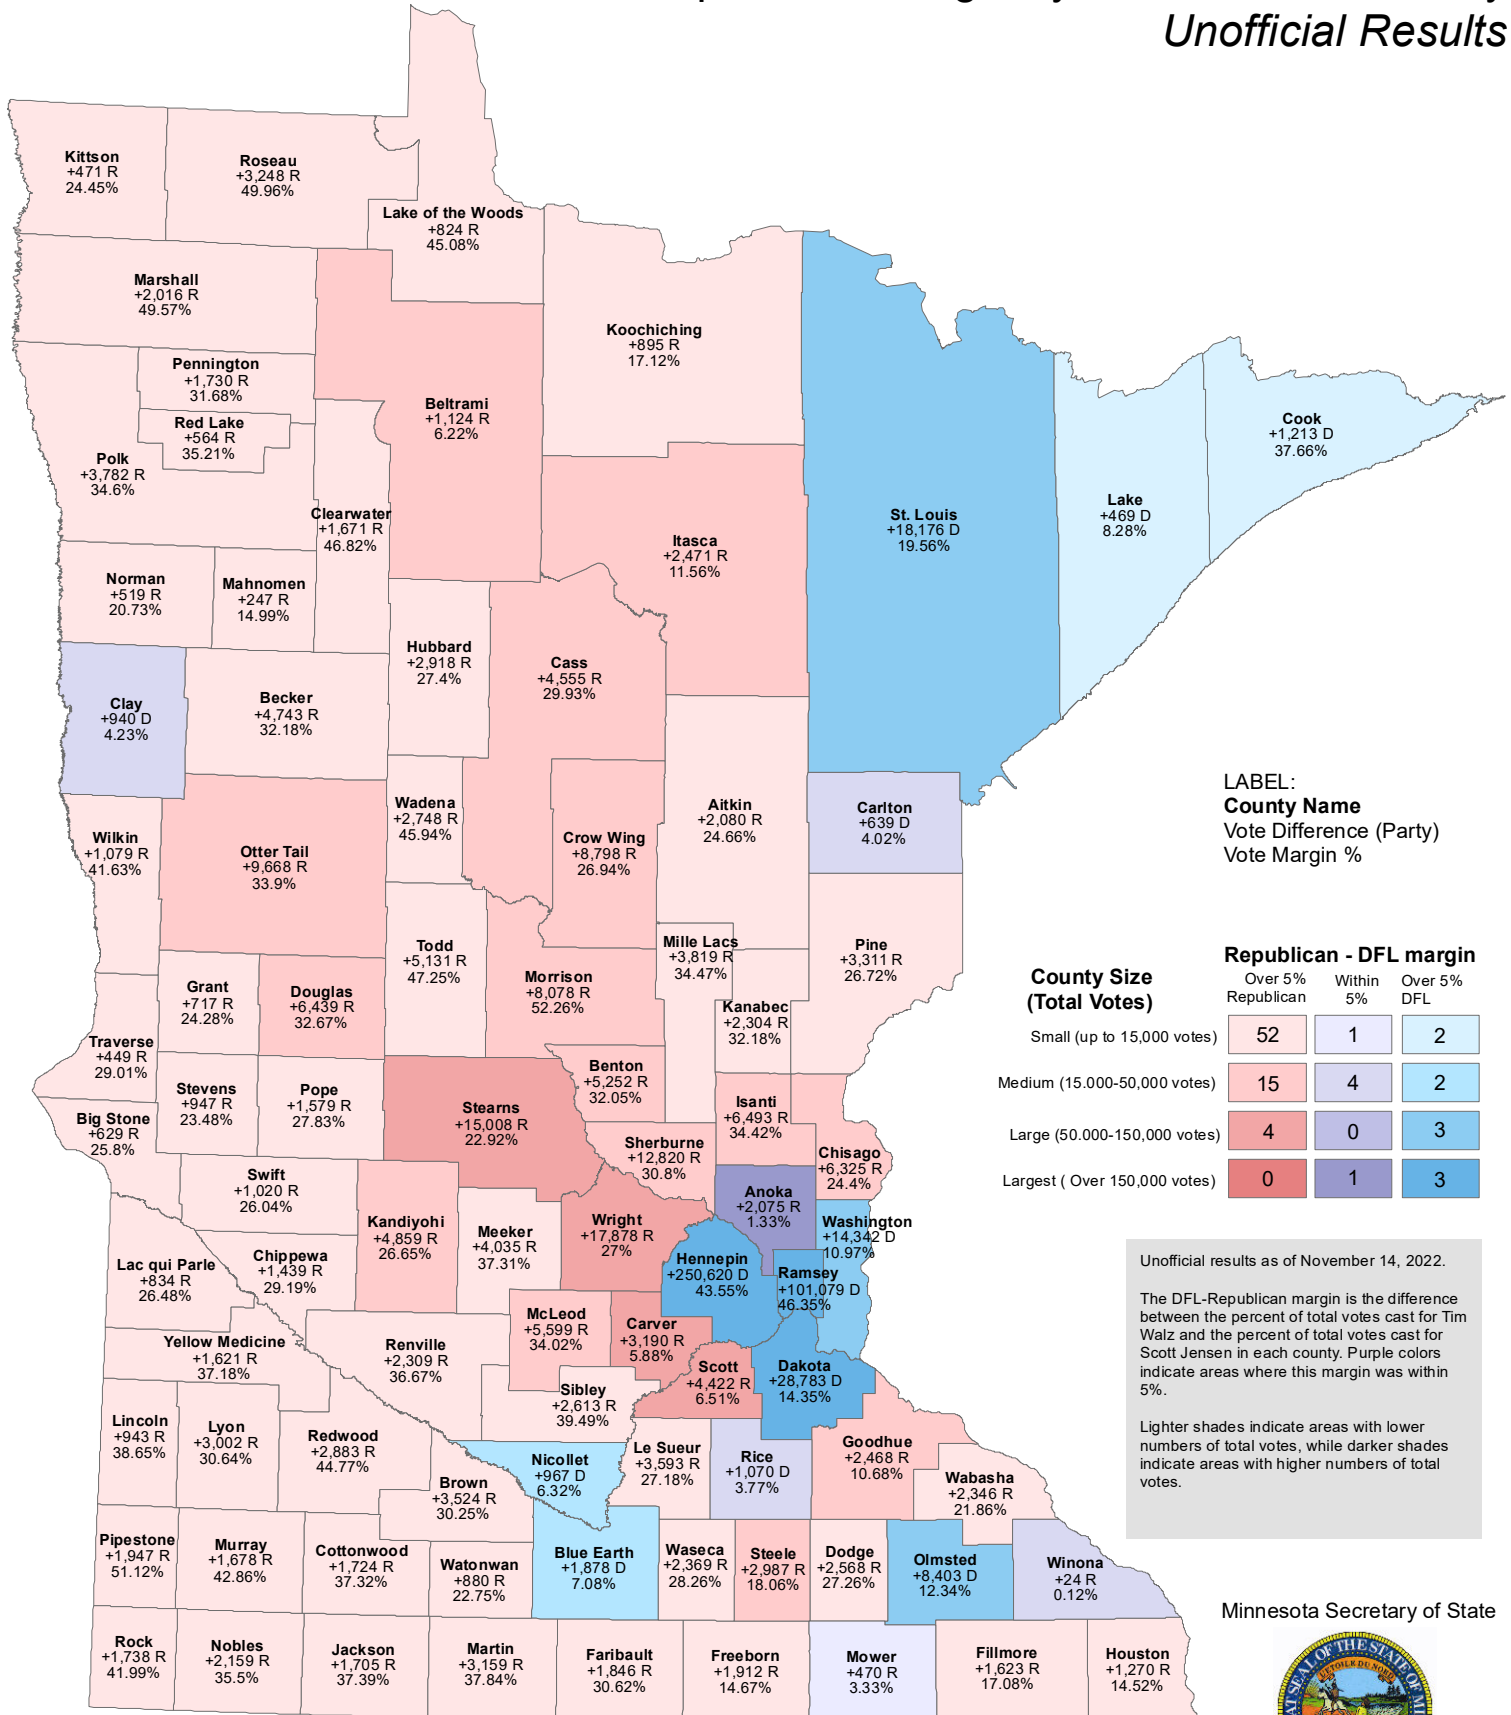 Unofficial Results
Kittson
+471 R
24.45%
Roseau
+3,248 R
49.96%
Lake of the Woods
+824 R
45.08%
Marshall
+2,016 R
49.57%
Koochiching
+895 R
17.12%
Pennington
+1,730 R
31.68%
Red Lake
+564 R
35.21%
Polk
+3,782 R
34.6%
Beltrami
+1,124 R
6.22%
Clearwater
+1,671 R
46.82%
Itasca
+2,471 R
11.56%
St. Louis
+18,176 D
19.56%
Lake
+469 D
8.28%
Cook
+1,213 D
37.66%
Norman
+519 R
20.73%
Mahnomen
+247 R
14.99%
Hubbard
+2,918 R
27.4%
Cass
+4,555 R
29.93%
Clay
+940 D
4.23%
Becker
+4,743 R
32.18%
Wadena
+2,748 R
45.94%
Crow Wing
+8,798 R
26.94%
Aitkin
+2,080 R
24.66%
Carlton
+639 D
4.02%
Wilkin
+1,079 R
41.63%
Otter Tail
+9,668 R
33.9%
Todd
+5,131 R
47.25%
Morrison
+8,078 R
52.26%
Mille Lacs
+3,819 R
34.47%
Kanabec
+2,304 R
32.18%
Pine
+3,311 R
26.72%
Grant
+717 R
24.28%
Douglas
+6,439 R
32.67%
Traverse
+449 R
29.01%
Stevens
+947 R
23.48%
Pope
+1,579 R
27.83%
Stearns
+15,008 R
22.92%
Benton
+5,252 R
32.05%
Isanti
+6,493 R
34.42%
Big Stone
+629 R
25.8%
Sherburne
+12,820 R
30.8%
Chisago
+6,325 R
24.4%
Swift
+1,020 R
26.04%
Kandiyohi
+4,859 R
26.65%
Meeker
+4,035 R
37.31%
Wright
+17,878 R
27%
Anoka
+2,075 R
1.33%
Washington
+14,342 D
10.97%
Hennepin
+250,620 D
43.55%
Ramsey
+101,079 D
46.35%
Lac qui Parle
+834 R
26.48%
Chippewa
+1,439 R
29.19%
Yellow Medicine
+1,621 R
37.18%
Renville
+2,309 R
36.67%
McLeod
+5,599 R
34.02%
Carver
+3,190 R
5.88%
Scott
+4,422 R
6.51%
Dakota
+28,783 D
14.35%
Sibley
+2,613 R
39.49%
Lincoln
+943 R
38.65%
Lyon
+3,002 R
30.64%
Redwood
+2,883 R
44.77%
Brown
+3,524 R
30.25%
Nicollet
+967 D
6.32%
Le Sueur
+3,593 R
27.18%
Rice
+1,070 D
3.77%
Goodhue
+2,468 R
10.68%
Wabasha
+2,346 R
21.86%
Pipestone
+1,947 R
51.12%
Murray
+1,678 R
42.86%
Cottonwood
+1,724 R
37.32%
Watonwan
+880 R
22.75%
Blue Earth
+1,878 D
7.08%
Waseca
+2,369 R
28.26%
Steele
+2,987 R
18.06%
Dodge
+2,568 R
27.26%
Olmsted
+8,403 D
12.34%
Winona
+24 R
0.12%
Rock
+1,738 R
41.99%
Nobles
+2,159 R
35.5%
Jackson
+1,705 R
37.39%
Martin
+3,159 R
37.84%
Faribault
+1,846 R
30.62%
Freeborn
+1,912 R
14.67%
Mower
+470 R
3.33%
Fillmore
+1,623 R
17.08%
Houston
+1,270 R
14.52%
LABEL:
County Name
Vote Difference (Party)
Vote Margin %
Republican - DFL margin
County Size
(Total Votes)
Over 5%
Republican
Within
5%
Over 5%
DFL
Small (up to 15,000 votes) 52 1 2
Medium (15.000-50,000 votes) 15 4 2
Large (50.000-150,000 votes) 4 0 3
Largest ( Over 150,000 votes) 0 1 3
Unofficial results as of November 14, 2022.
The DFL-Republican margin is the difference
between the percent of total votes cast for Tim
Walz and the percent of total votes cast for
Scott Jensen in each county. Purple colors
indicate areas where this margin was within
5%.
Lighter shades indicate areas with lower
numbers of total votes, while darker shades
indicate areas with higher numbers of total
votes.
Minnesota Secretary of State
L'ETOILE DU NORD